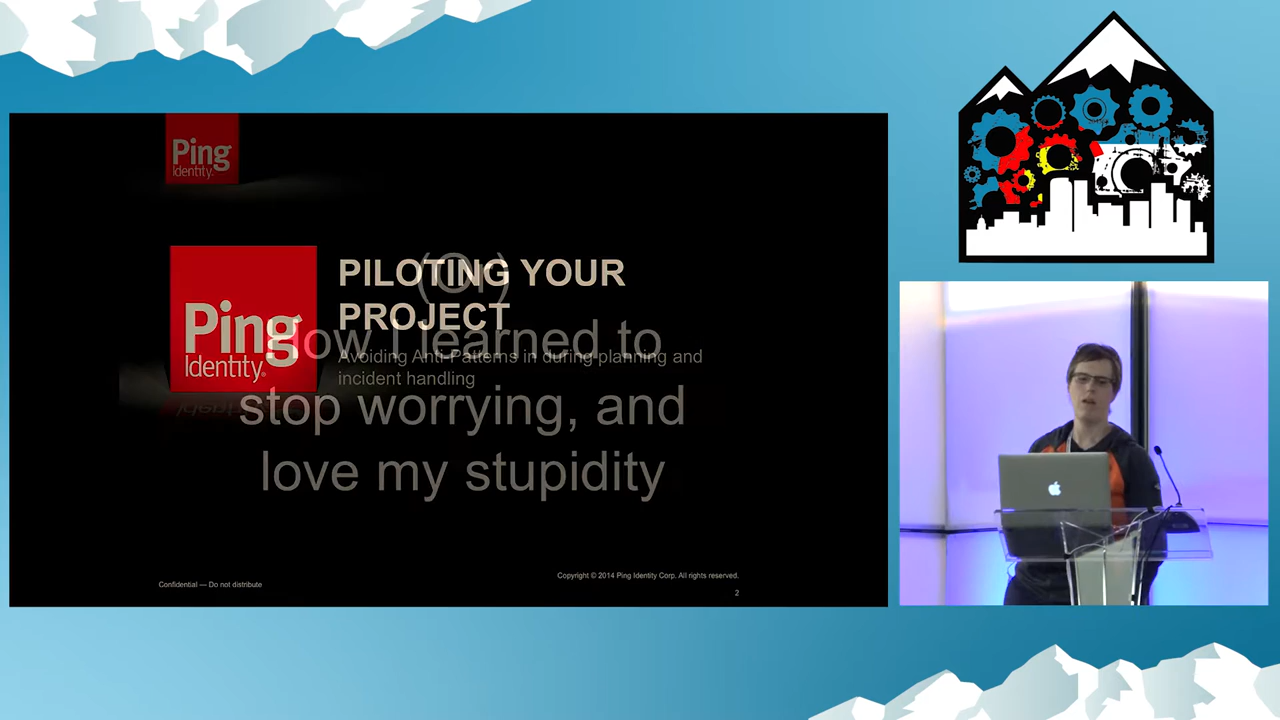 Ping
Identity.
Ping
Identity.
PILOTING YOUR
PROJECT
Avoiding Anti-Patterns in during planning and
incident handling
(Or)
How I learned to
stop worrying, and
love my stupidity
Confidential — Do not distribute
Copyright © 2014 Ping Identity Corp. All rights reserved.
2